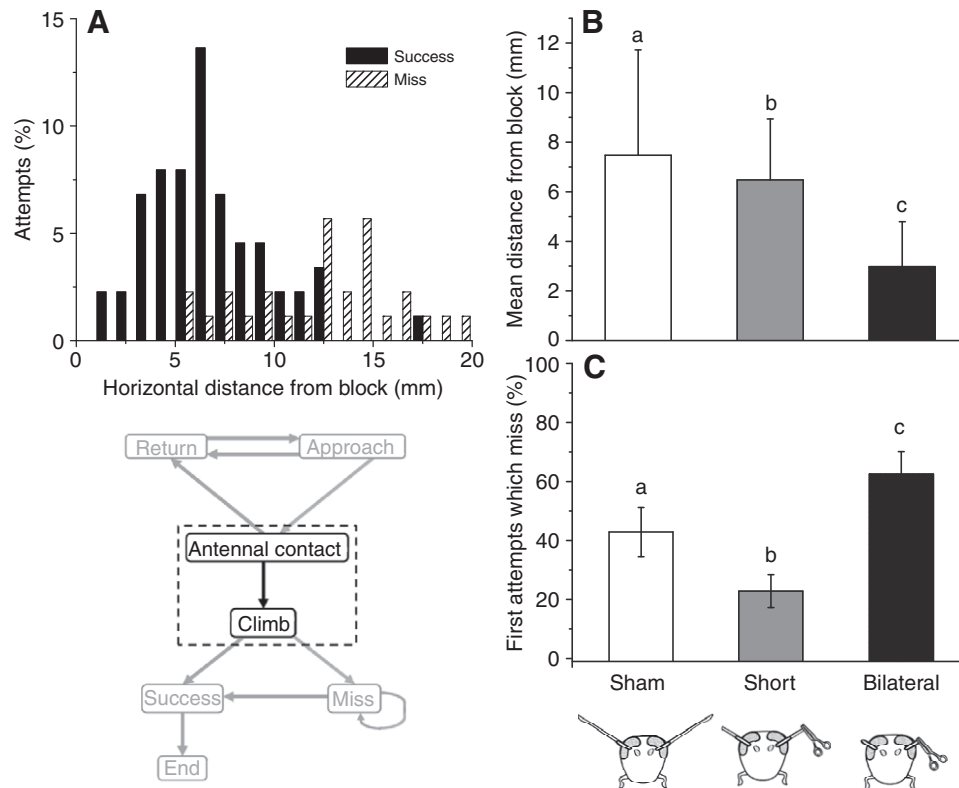 A
15
10
5
0
Attempts (%)
Success
Miss
0 5 10 15 20
Horizontal distance from block (mm)
Return
Approach
Antennal contact
Climb
Success
Miss
End
B
12
10
8
6
4
2
0
Mean distance from block (mm)
a
b
c
C
100
80
60
40
20
0
First attempts which miss (%)
a
b
c
Sham Short Bilateral